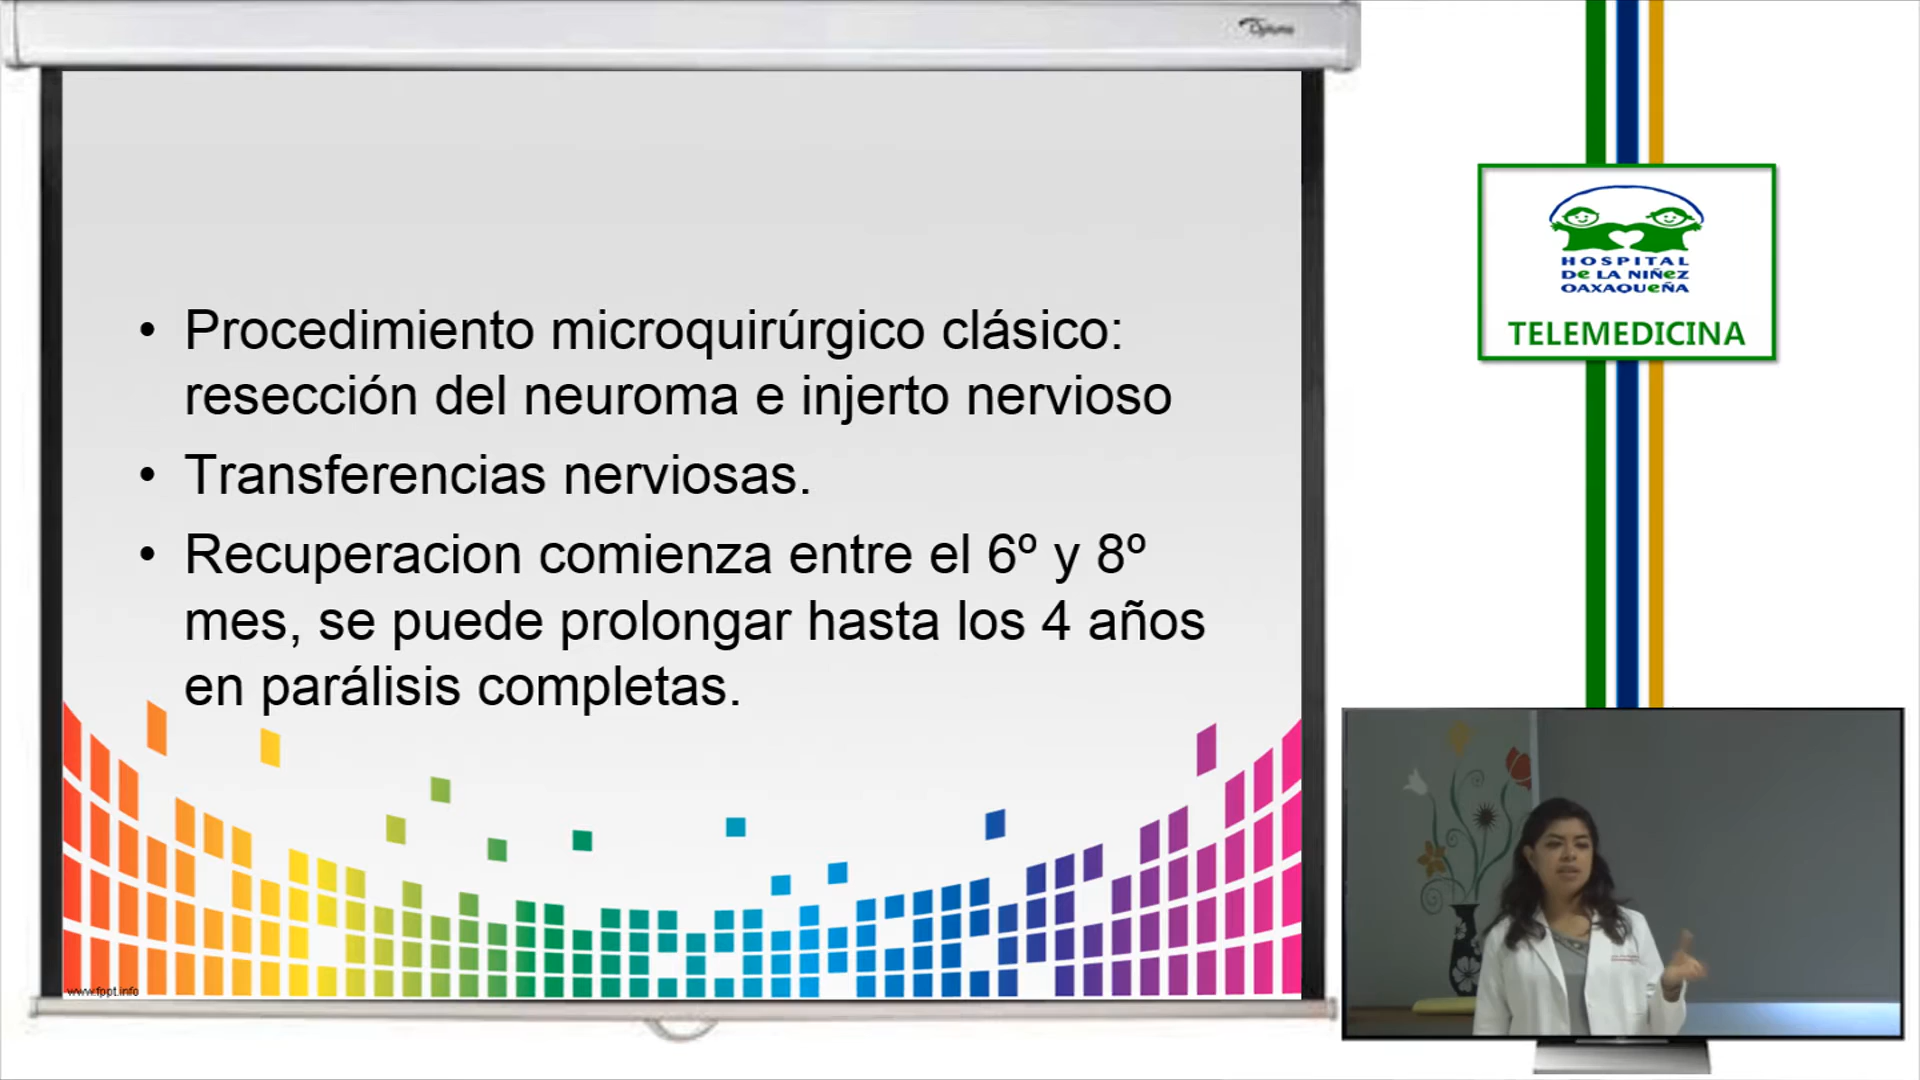 Optoma
• Procedimiento microquirúrgico clásico:
resección del neuroma e injerto nervioso
• Transferencias nerviosas.
• Recuperacion comienza entre el 6º y 8º
mes, se puede prolongar hasta los 4 años
en parálisis completas.
www.fppt.info
HOSPITAL
De LA NIÑeZ
OAXAQUeÑA
TELEMEDICINA